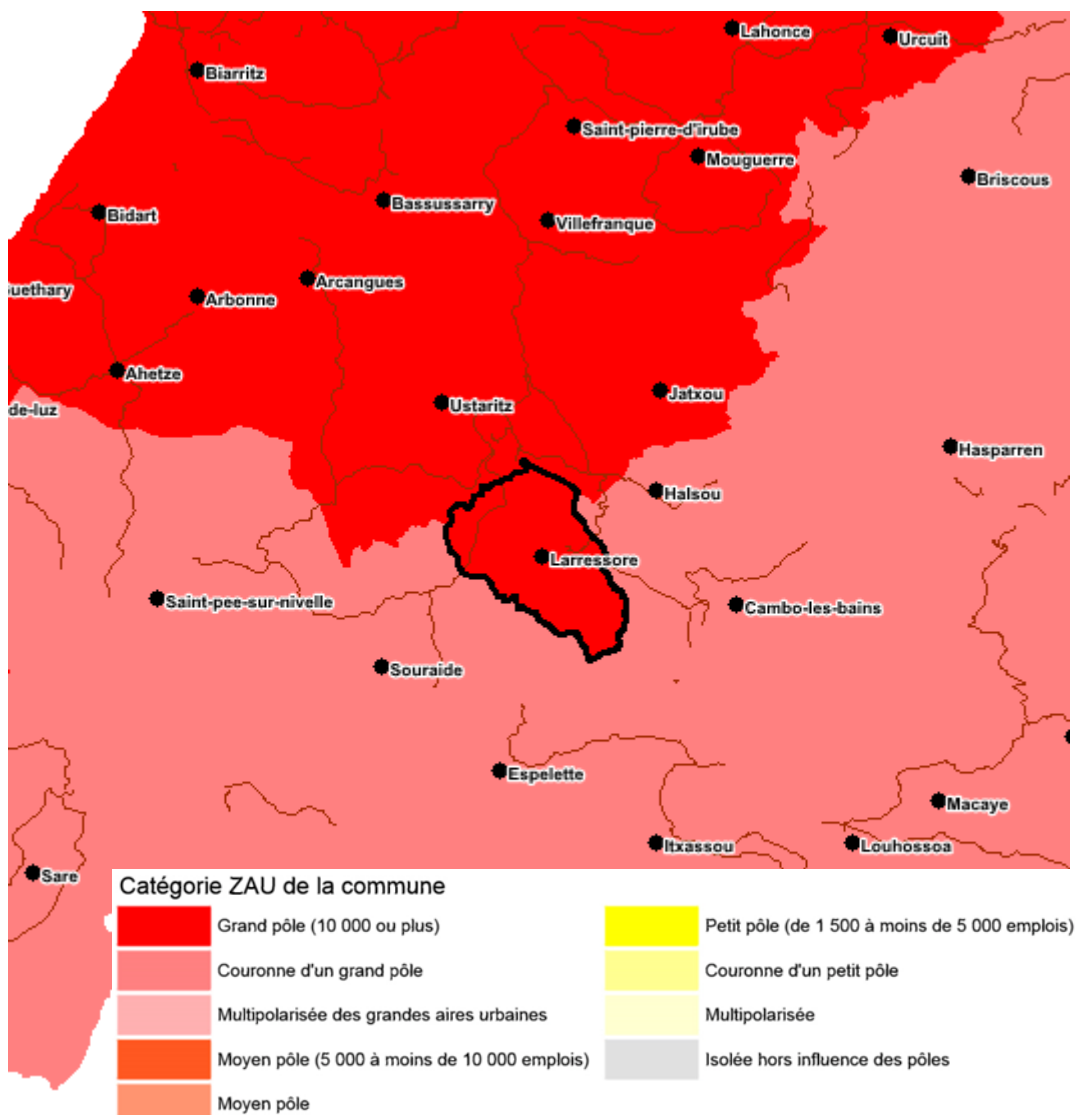 Lahonce
Urcuit
Biarritz
Saint-pierre-d'irube
Mouguerre
Briscous
Bassussarry
Bidart
Villefranque
Arcangues
Guethary
Arbonne
Ahetze
Jatxou
de-luz
Ustaritz
Hasparren
Halsou
Larressore
Saint-pee-sur-nivelle
Cambo-les-bains
Souraide
Espelette
Macaye
Itxassou
Louhossoa
Sare
Catégorie ZAU de la commune
Grand pôle (10 000 ou plus)
Couronne d'un grand pôle
Multipolarisée des grandes aires urbaines
Moyen pôle (5 000 à moins de 10 000 emplois)
Moyen pôle
Petit pôle (de 1 500 à moins de 5 000 emplois)
Couronne d'un petit pôle
Multipolarisée
Isolée hors influence des pôles